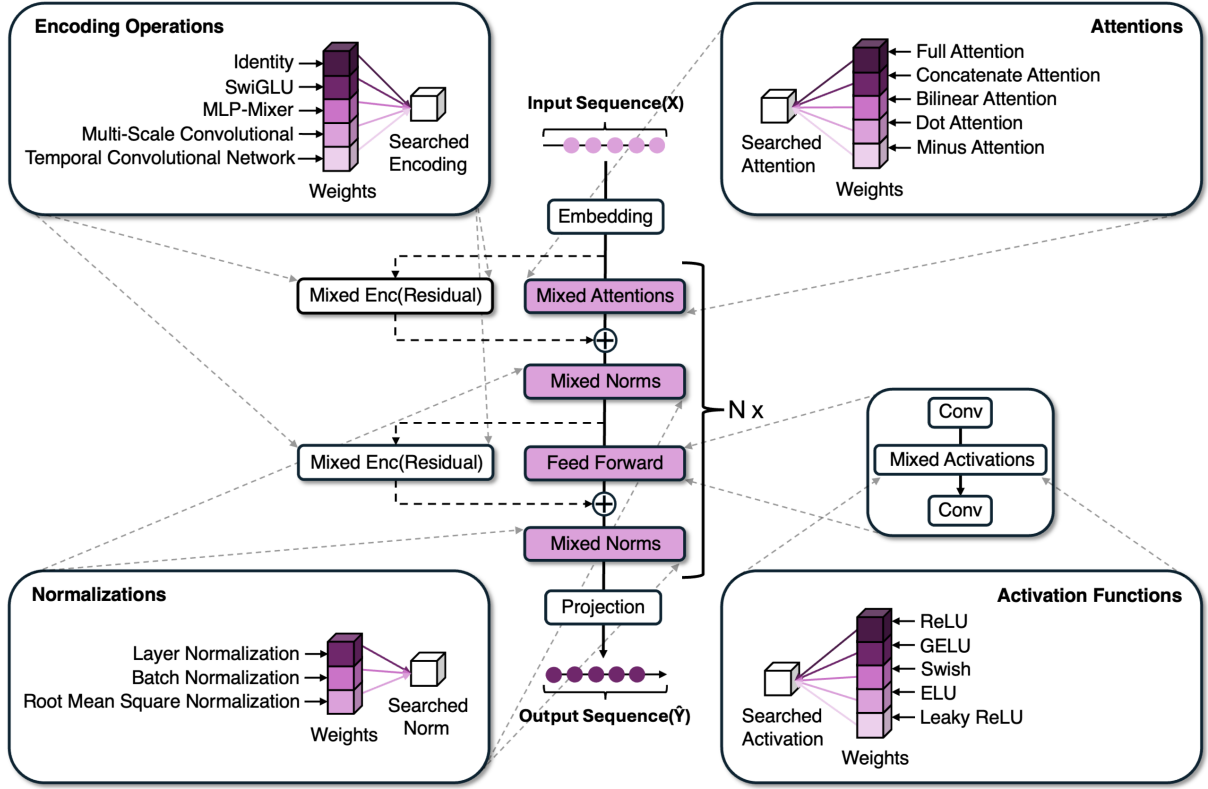 Encoding Operations
Identity
SwiGLU
MLP-Mixer
Multi-Scale Convolutional
Temporal Convolutional Network
Weights
Searched
Encoding
Input Sequence(X)
Embedding
Attentions
Full Attention
Concatenate Attention
Bilinear Attention
Dot Attention
Minus Attention
Searched
Attention
Weights
Mixed Enc(Residual)
Mixed Attentions
Mixed Norms
N x
Mixed Enc(Residual)
Feed Forward
Mixed Norms
Conv
Mixed Activations
Conv
Projection
Output Sequence(Ŷ)
Normalizations
Layer Normalization
Batch Normalization
Root Mean Square Normalization
Weights
Searched
Norm
Activation Functions
ReLU
GELU
Swish
ELU
Leaky ReLU
Searched
Activation
Weights